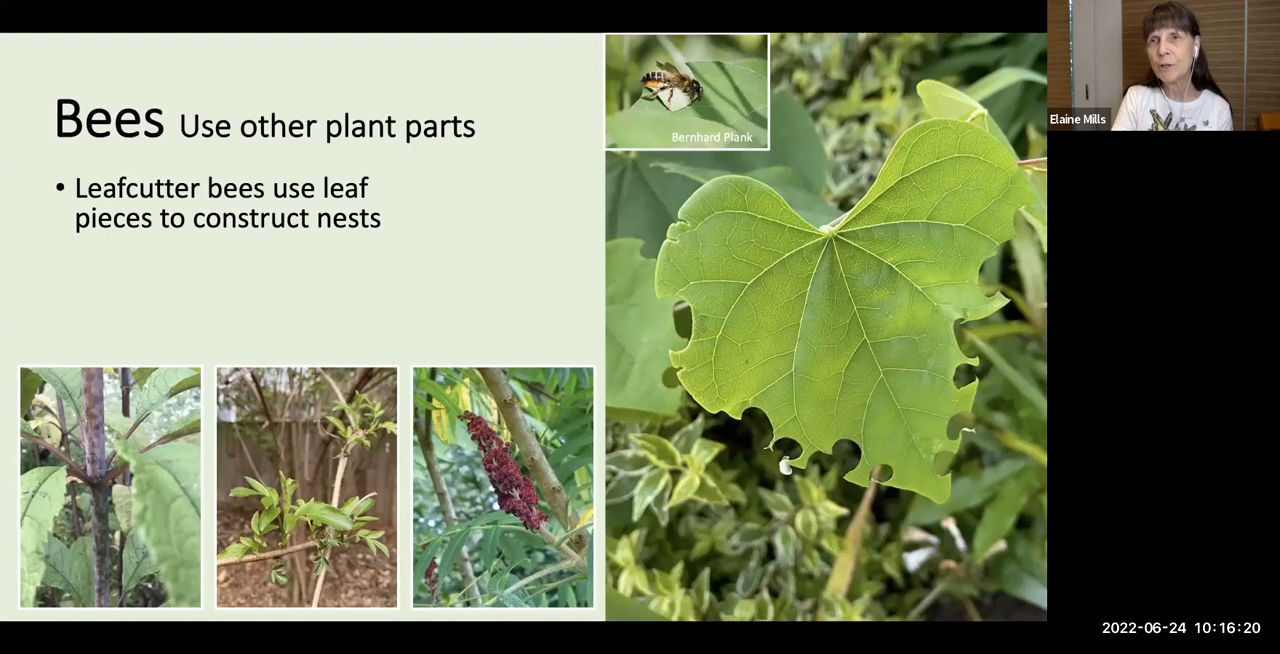 Bees Use other plant parts
• Leafcutter bees use leaf
pieces to construct nests
Bernhard Plank
Elaine Mills
2022-06-24 10:16:20